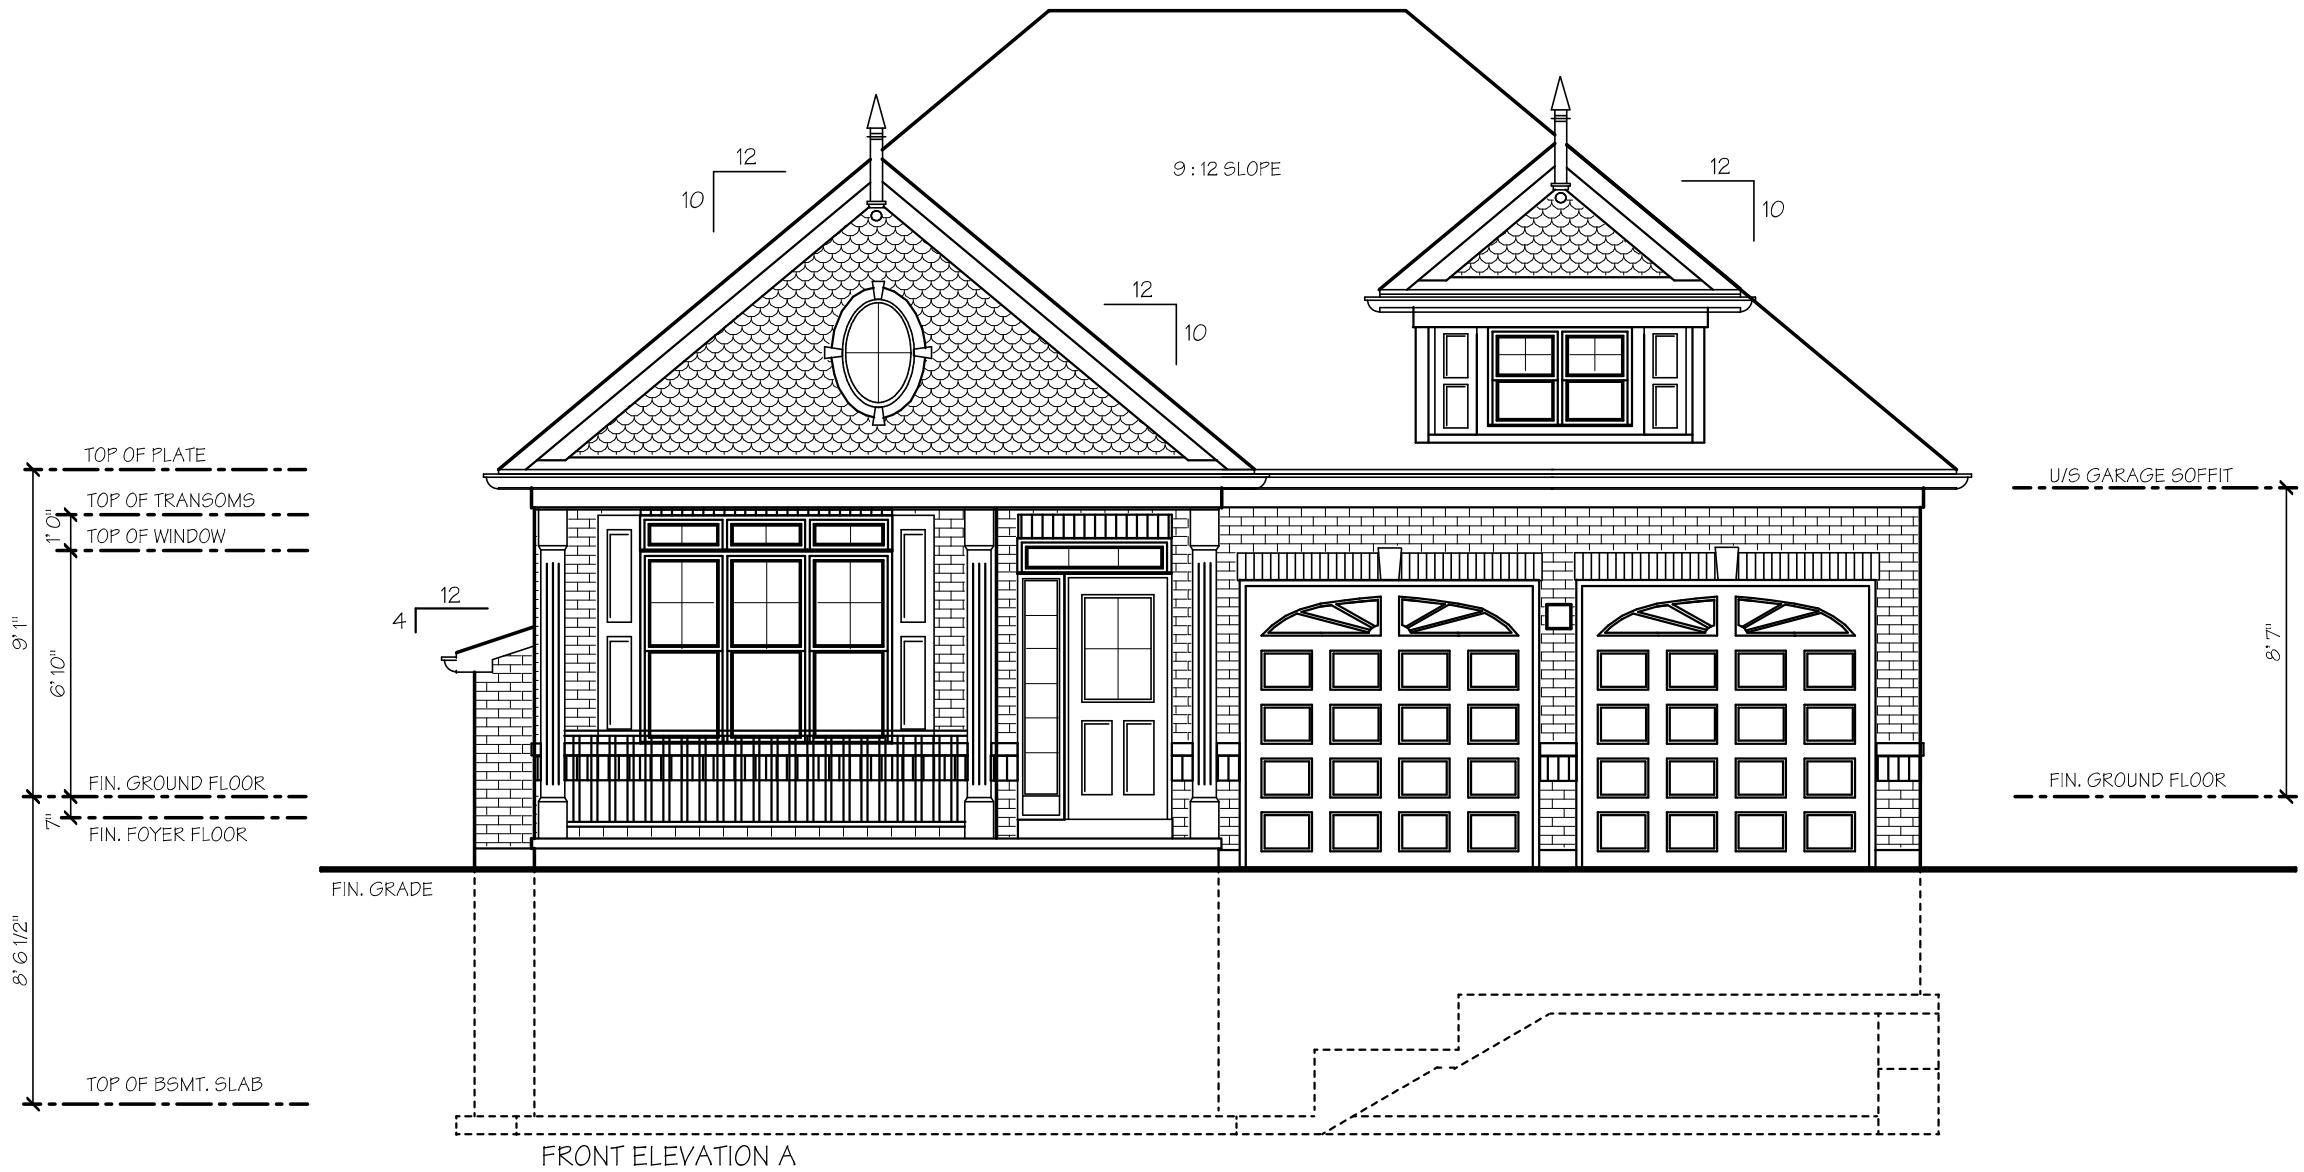 12
10
9 : 12 SLOPE
12
10
12
10
TOP OF PLATE
U/S GARAGE SOFFIT
TOP OF TRANSOMS
1' 0"
TOP OF WINDOW
12
4
9' 1"
6' 10"
8' 7"
FIN. GROUND FLOOR
FIN. GROUND FLOOR
7"
FIN. FOYER FLOOR
FIN. GRADE
8' 6 1/2"
TOP OF BSMT. SLAB
FRONT ELEVATION A